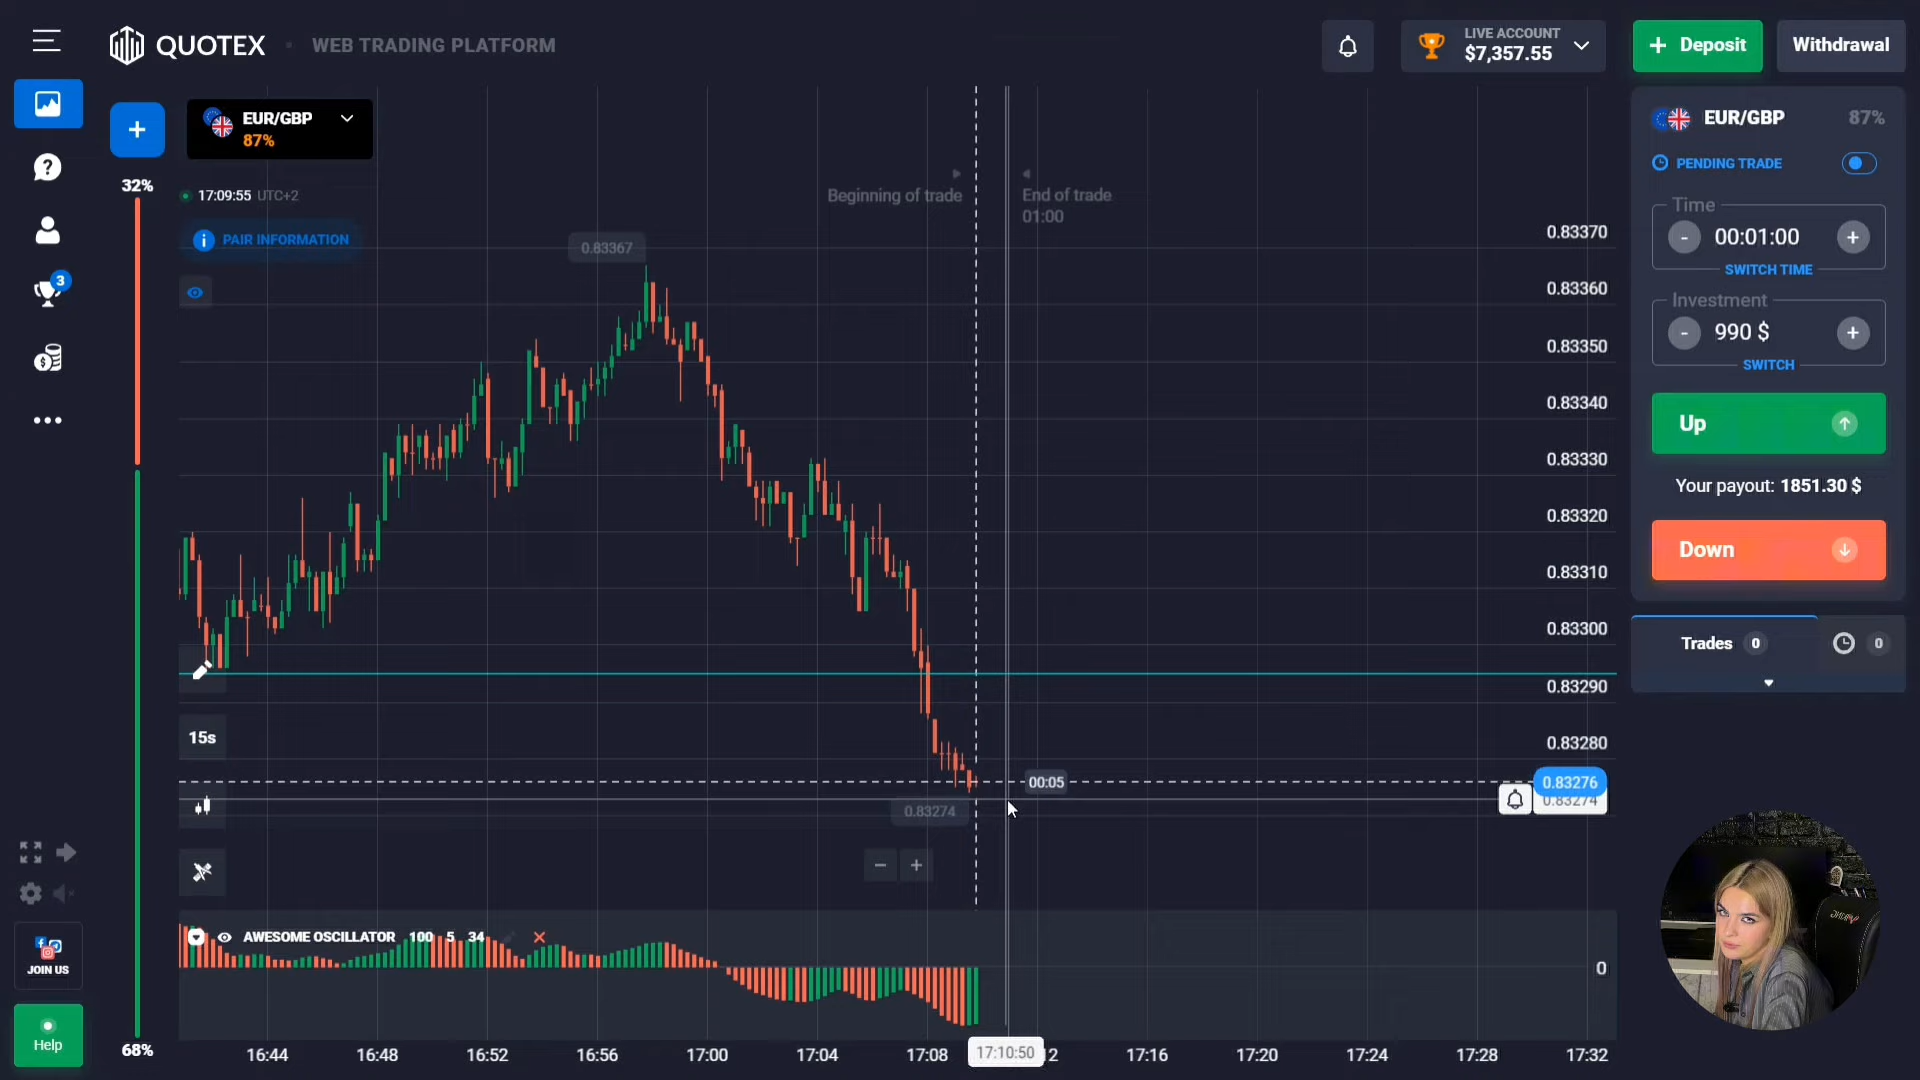 QUOTEX • WEB TRADING PLATFORM
LIVE ACCOUNT
$7,357.55
+ Deposit
Withdrawal
+
EUR/GBP
87%
32%
17:09:55 UTC+2
PAIR INFORMATION
3
Beginning of trade
End of trade
01:00
0.83367
0.83370
0.83360
0.83350
0.83340
0.83330
0.83320
0.83310
0.83300
0.83290
0.83280
0.83276
0.83274
00:05
0.83274
15s
- +
AWESOME OSCILLATOR 100 5 34
0
JOIN US
Help
68%
16:44 16:48 16:52 16:56 17:00 17:04 17:08 17:10:50 12 17:16 17:20 17:24 17:28 17:32
EUR/GBP 87%
PENDING TRADE
Time
- 00:01:00 +
SWITCH TIME
Investment
- 990 $ +
SWITCH
Up
Your payout: 1851.30 $
Down
Trades 0
0